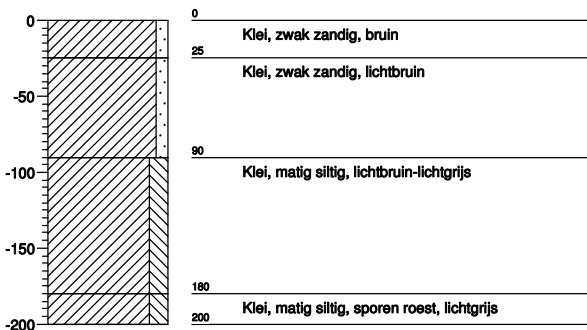 0
-50
-100
-150
-200
0
Klei, zwak zandig, bruin
25
Klei, zwak zandig, lichtbruin
90
Klei, matig siltig, lichtbruin-lichtgrijs
180
Klei, matig siltig, sporen roest, lichtgrijs
200